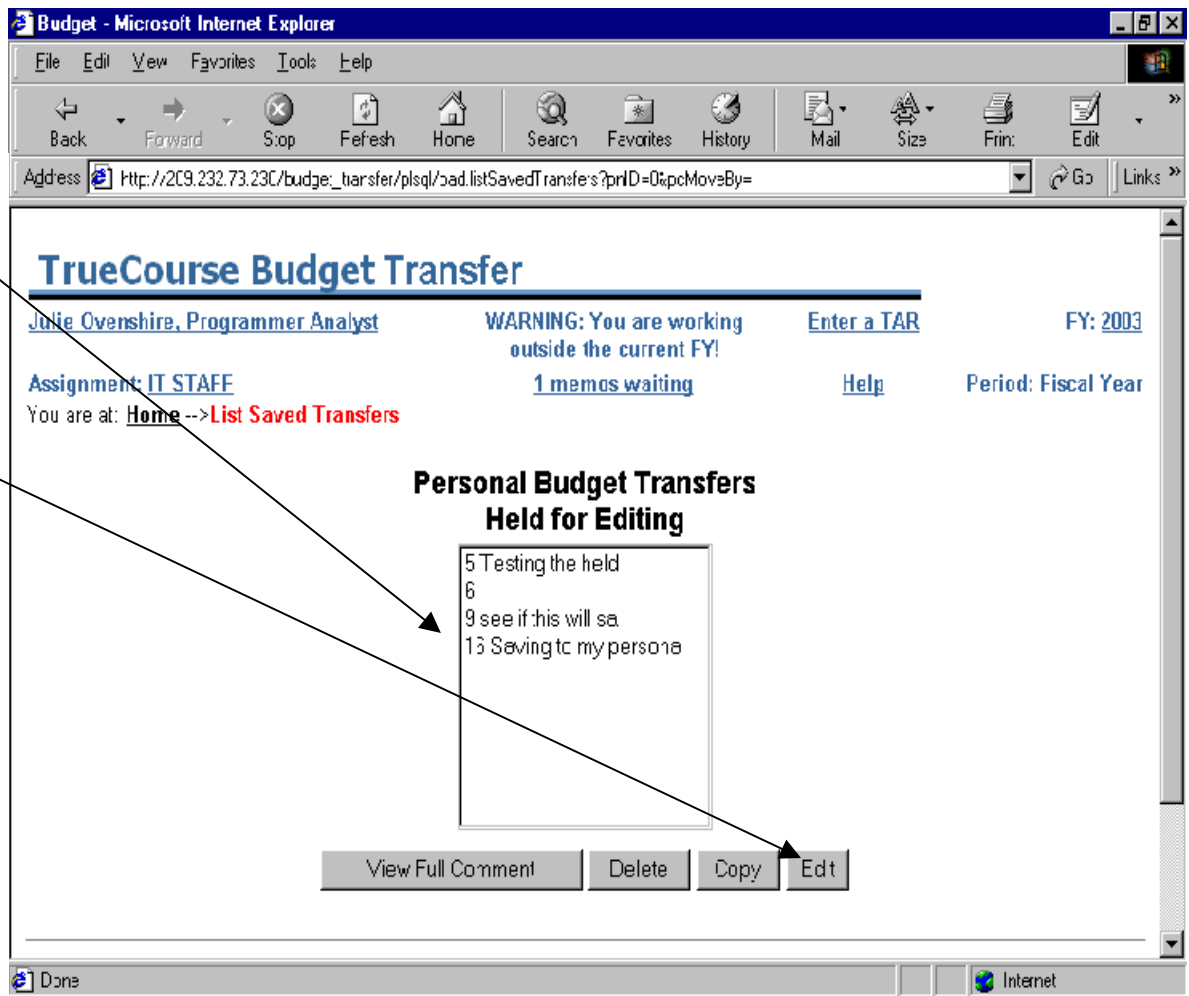 Budget - Microsoft Internet Explorer
File Edit View Favorites Tools Help
Back Forward Stop Refresh Home Search Favorites History Mail Size Print Edit
Address http://209.232.73.230/budget_transfer/plsql/bad.listSavedTransfers?pnID=0&pcMoveBy= Go Links »
TrueCourse Budget Transfer
Julie Ovenshire, Programmer Analyst WARNING: You are working outside the current FY! Enter a TAR FY: 2003
Assignment: IT STAFF 1 memos waiting Help Period: Fiscal Year
You are at: Home -->List Saved Transfers
Personal Budget Transfers
Held for Editing
5 Testing the held
6
9 see if this will sa
16 Saving to my persona
View Full Comment Delete Copy Edit
Done Internet